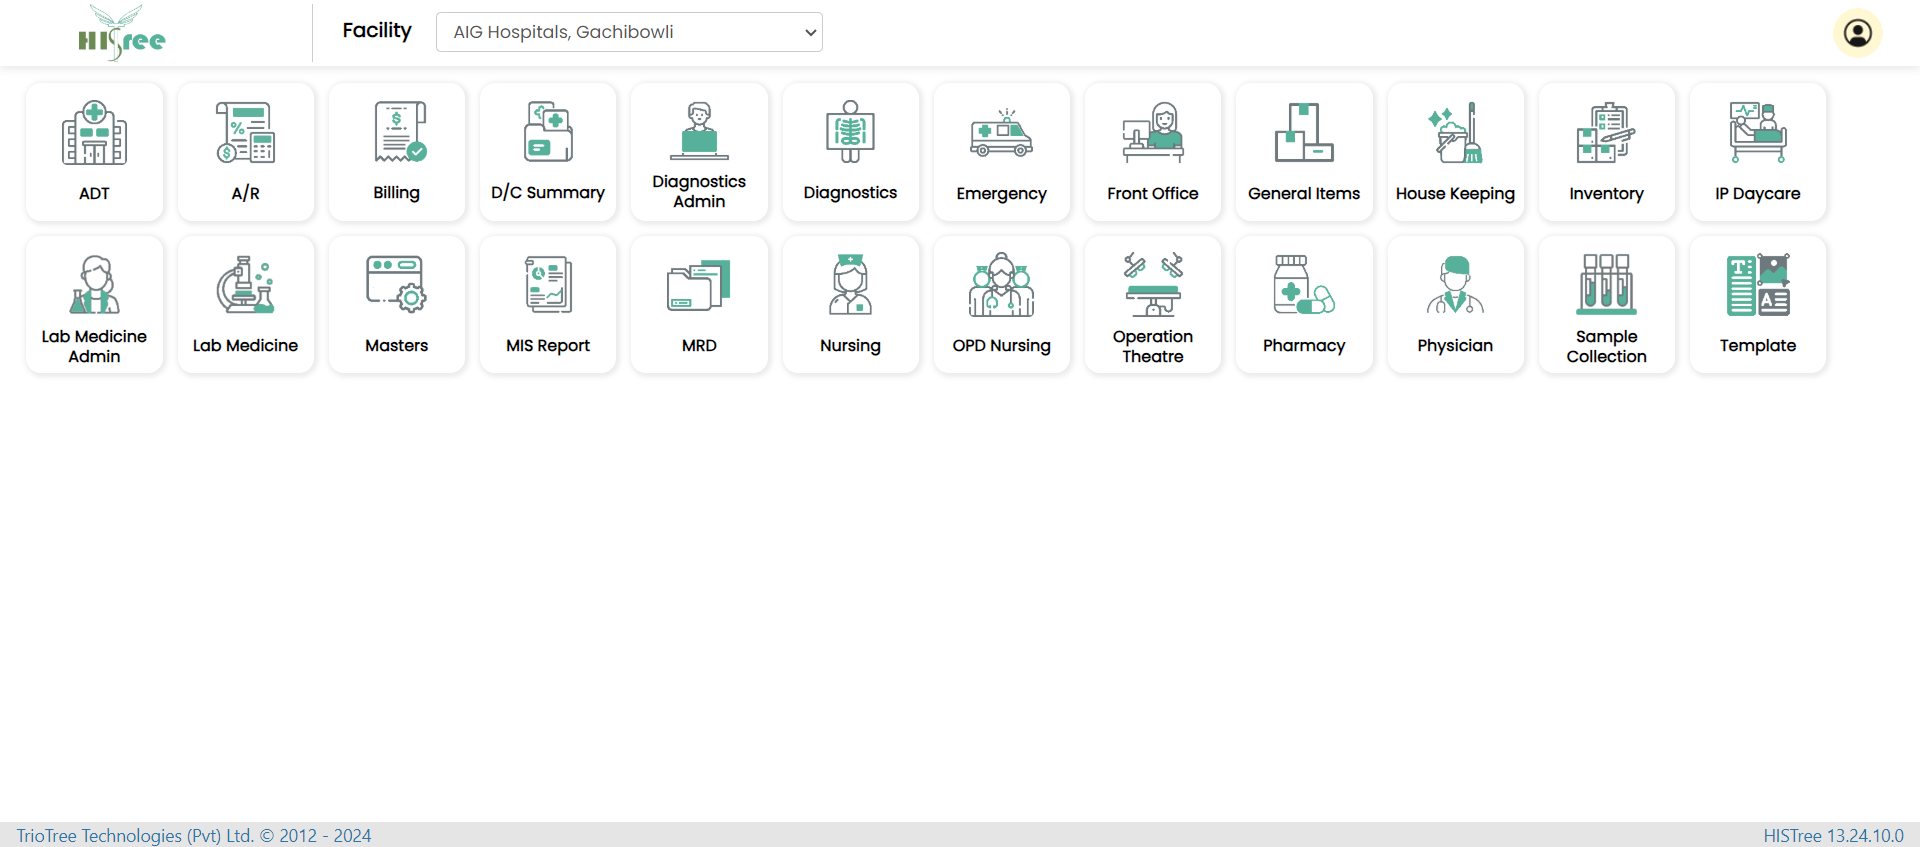 HISTree
Facility
AIG Hospitals, Gachibowli
ADT
A/R
Billing
D/C Summary
Diagnostics
Admin
Diagnostics
Emergency
Front Office
General Items
House Keeping
Inventory
IP Daycare
Lab Medicine
Admin
Lab Medicine
Masters
MIS Report
MRD
Nursing
OPD Nursing
Operation
Theatre
Pharmacy
Physician
Sample
Collection
Template
TrioTree Technologies (Pvt) Ltd. © 2012 - 2024
HISTree 13.24.10.0